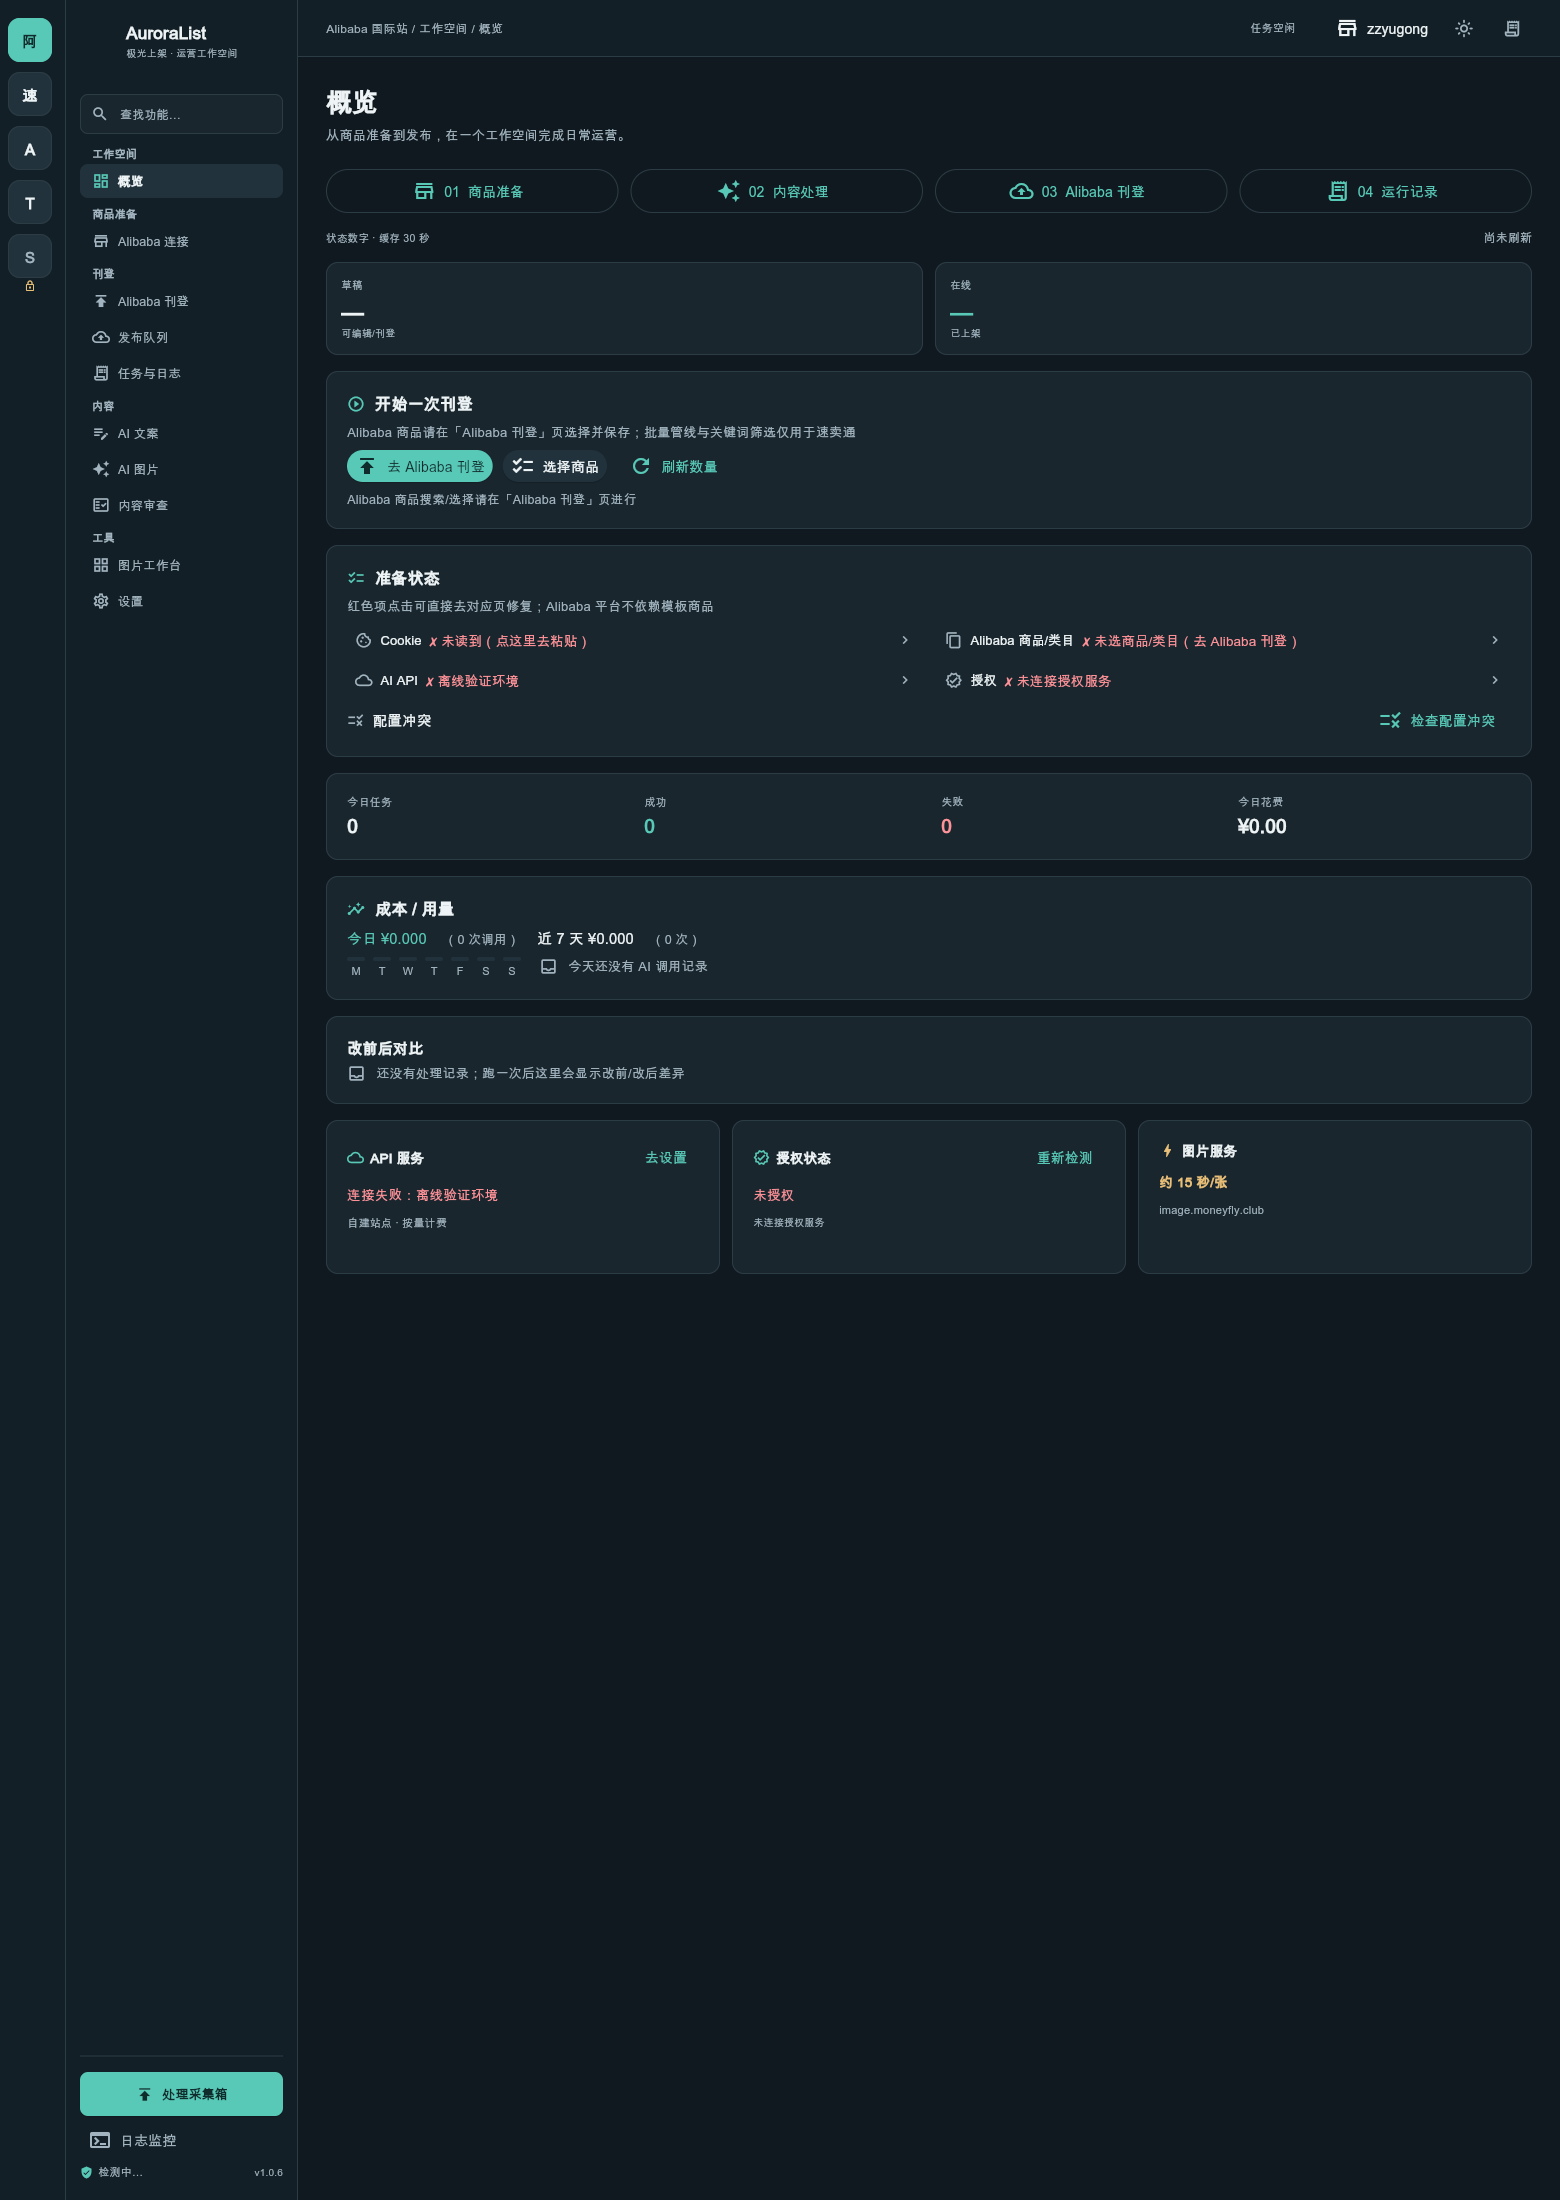 阿
速
A
T
S
AuroraList
极光上架 · 运营工作空间
查找功能...
工作空间
概览
商品准备
Alibaba 连接
刊登
Alibaba 刊登
发布队列
任务与日志
内容
AI 文案
AI 图片
内容审查
工具
图片工作台
设置
处理采集箱
日志监控
检测中... v1.0.6
Alibaba 国际站 / 工作空间 / 概览 任务空闲 zzyugong
概览
从商品准备到发布，在一个工作空间完成日常运营。
01 商品准备 02 内容处理 03 Alibaba 刊登 04 运行记录
状态数字 · 缓存 30 秒 尚未刷新
草稿
—
可编辑/刊登
在线
—
已上架
开始一次刊登
Alibaba 商品请在「Alibaba 刊登」页选择并保存；批量管线与关键词筛选仅用于速卖通
去 Alibaba 刊登 选择商品 刷新数量
Alibaba 商品搜索/选择请在「Alibaba 刊登」页进行
准备状态
红色项点击可直接去对应页修复；Alibaba 平台不依赖模板商品
Cookie ✗ 未读到（点这里去粘贴） Alibaba 商品/类目 ✗ 未选商品/类目（去 Alibaba 刊登）
AI API ✗ 离线验证环境 授权 ✗ 未连接授权服务
配置冲突 检查配置冲突
今日任务 成功 失败 今日花费
0 0 0 ¥0.00
成本 / 用量
今日 ¥0.000 （0 次调用） 近 7 天 ¥0.000 （0 次）
M T W T F S S 今天还没有 AI 调用记录
改前后对比
还没有处理记录；跑一次后这里会显示改前/改后差异
API 服务 去设置
连接失败：离线验证环境
自建站点 · 按量计费
授权状态 重新检测
未授权
未连接授权服务
图片服务
约 15 秒/张
image.moneyfly.club